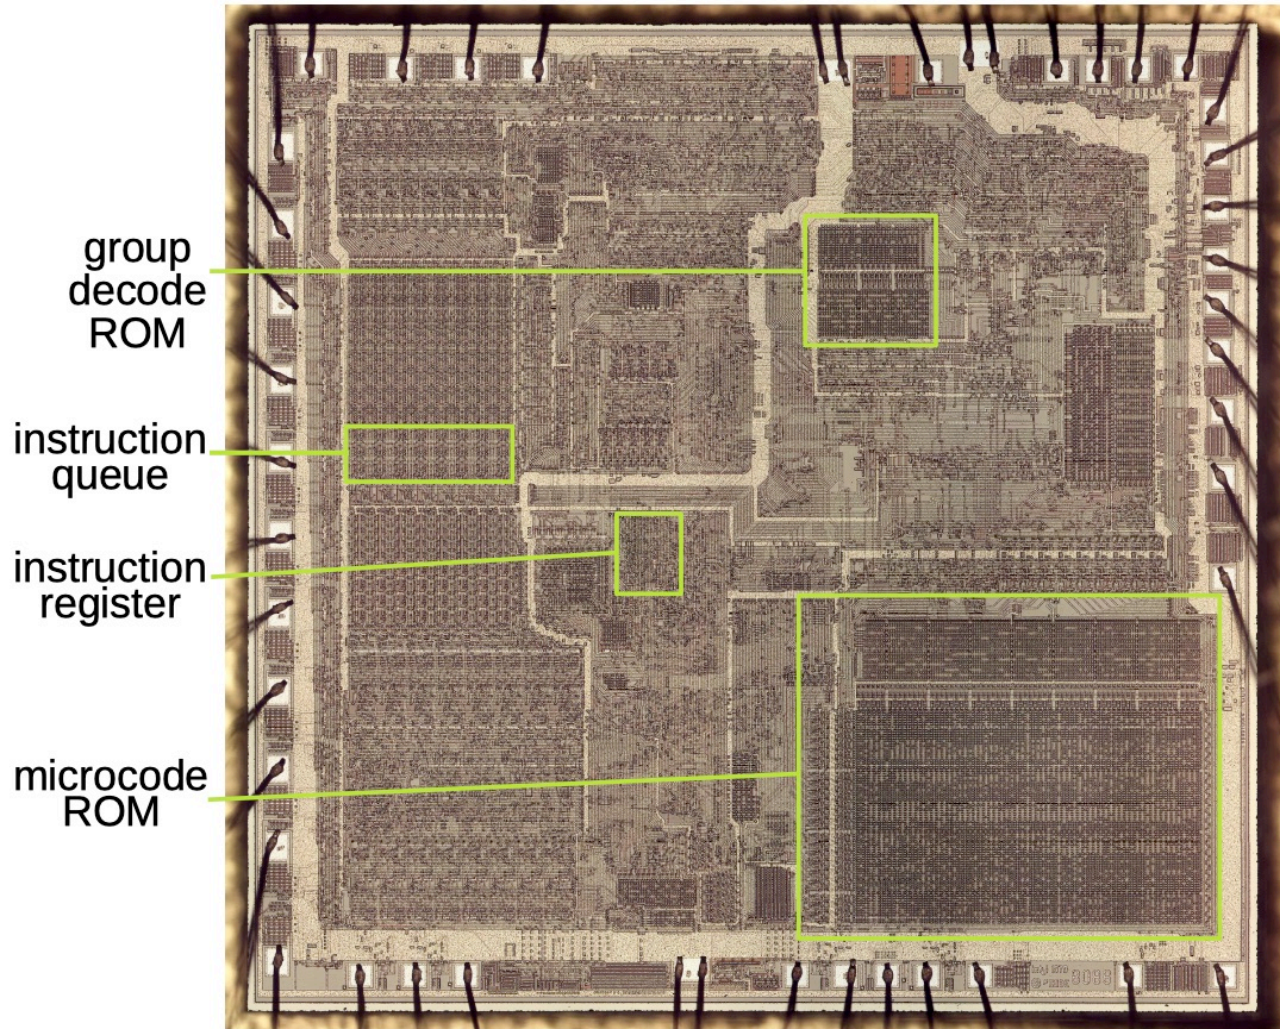 group
decode
ROM
instruction
queue
instruction
register
microcode
ROM